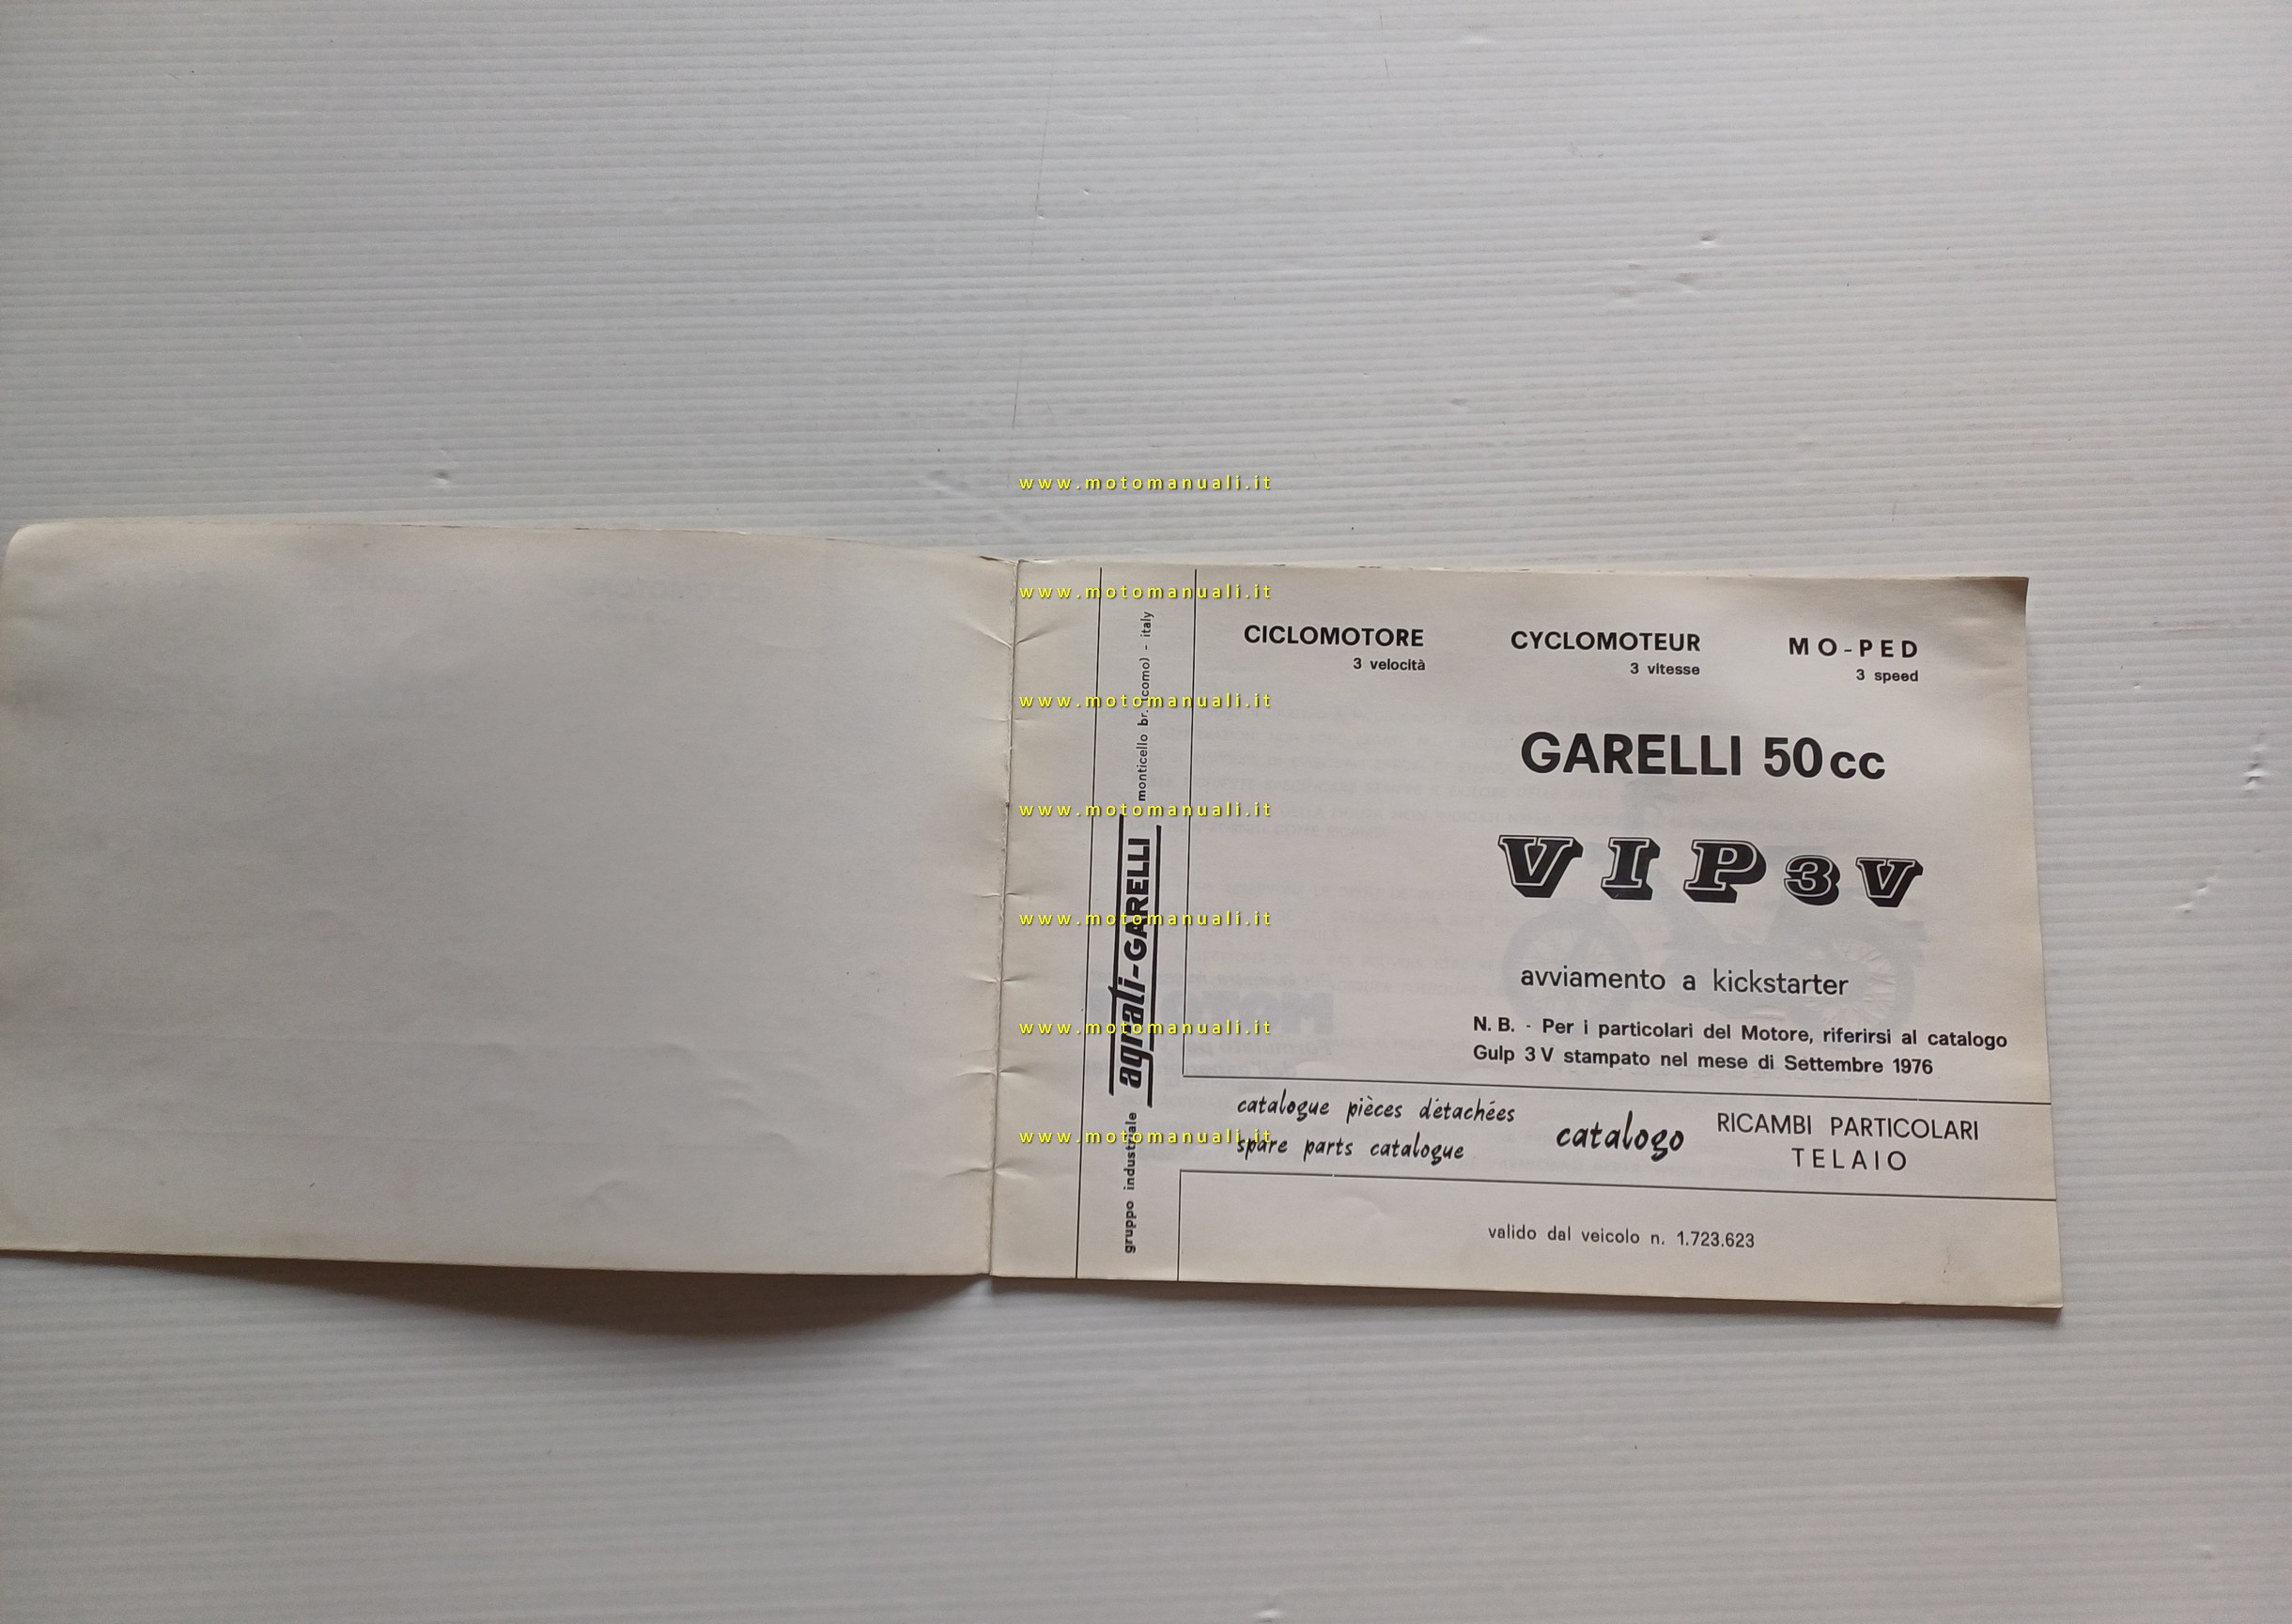 www.motomanuali.it
www.motomanuali.it
www.motomanuali.it
www.motomanuali.it
www.motomanuali.it
www.motomanuali.it
www.motomanuali.it
gruppo industriale agrati-GARELLI monticello br. (como) - italy
CICLOMOTORE
3 velocità
CYCLOMOTEUR
3 vitesse
MO-PED
3 speed
GARELLI 50cc
VIP 3V
avviamento a kickstarter
N. B. - Per i particolari del Motore, riferirsi al catalogo
Gulp 3V stampato nel mese di Settembre 1976
catalogue pièces détachées
spare parts catalogue
catalogo
RICAMBI PARTICOLARI
TELAIO
valido dal veicolo n. 1.723.623